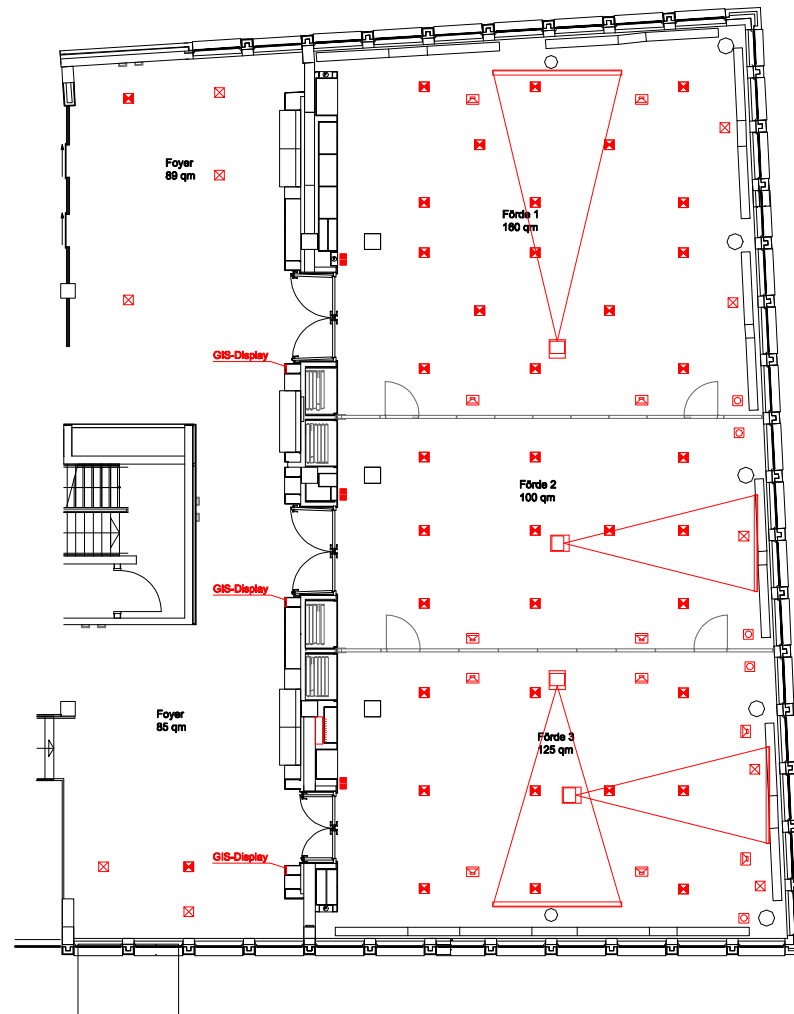 Foyer
89 qm
Förde 1
160 qm
GIS-Display
Förde 2
100 qm
GIS-Display
Foyer
85 qm
Förde 3
125 qm
GIS-Display